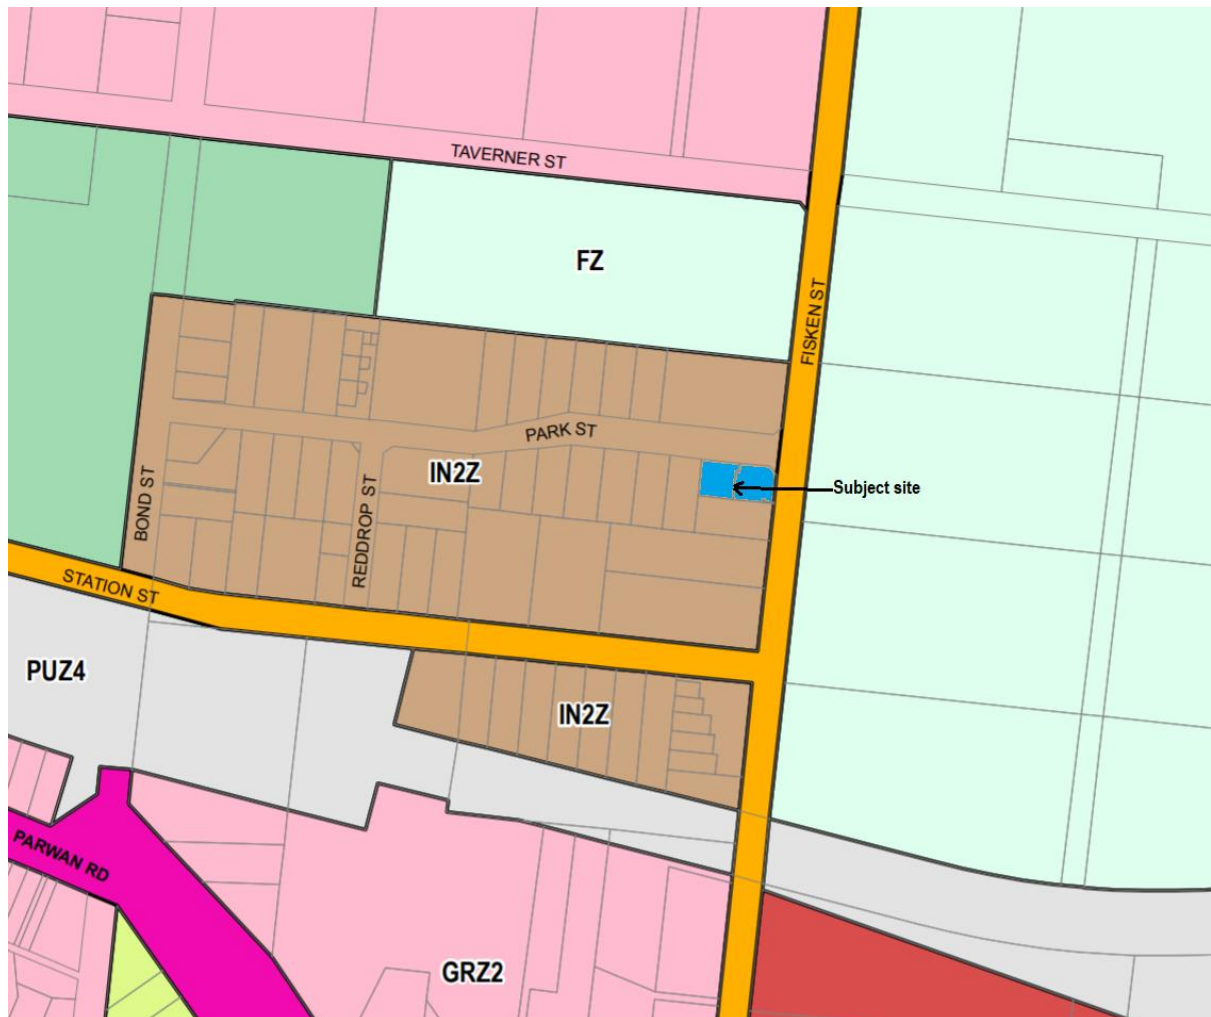 TAVERNER ST
FZ
FISKEN ST
PARK ST
IN2Z
Subject site
BOND ST
REDDROP ST
STATION ST
PUZ4
IN2Z
PARWAN RD
GRZ2